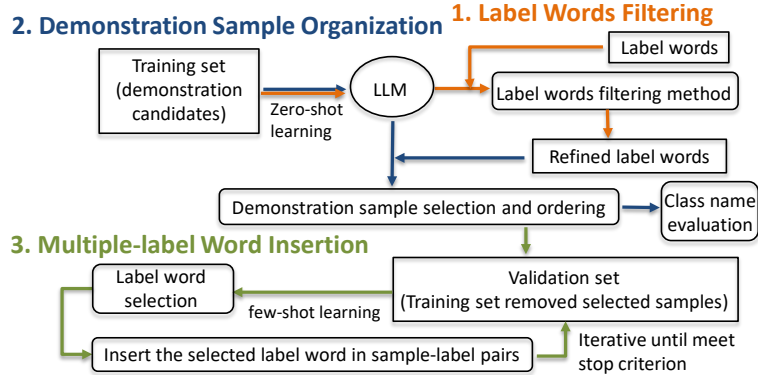 1. Label Words Filtering
2. Demonstration Sample Organization
Label words
Training set
(demonstration
candidates)
LLM
Label words filtering method
Zero-shot
learning
Refined label words
Demonstration sample selection and ordering
Class name
evaluation
3. Multiple-label Word Insertion
Label word
selection
Validation set
(Training set removed selected samples)
few-shot learning
Insert the selected label word in sample-label pairs
Iterative until meet
stop criterion